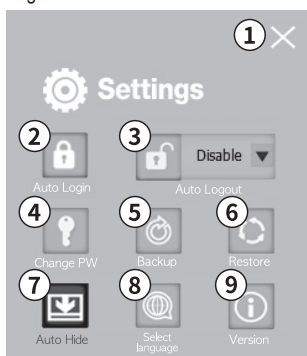 1
Settings
2
3
Disable
Auto Login
Auto Logout
4
5
6
Change PW
Backup
Restore
7
8
9
Auto Hide
Select
language
Version